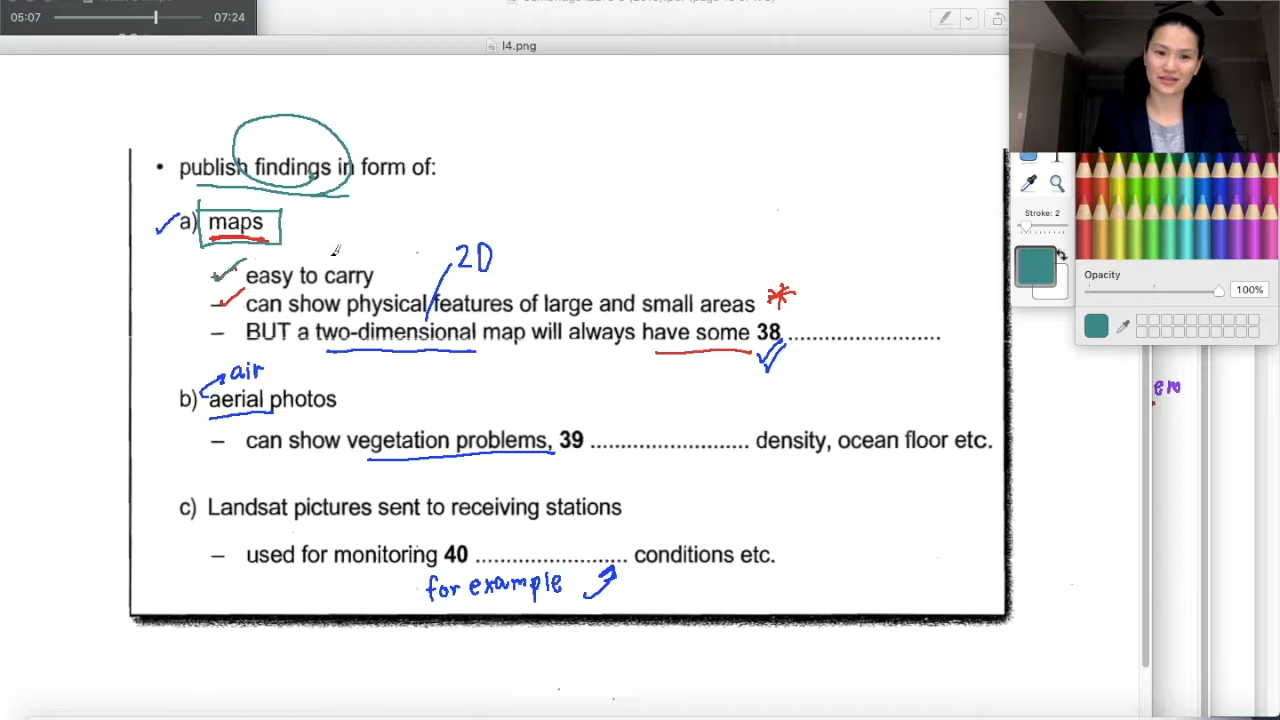 05:07
07:24
l4.png
• publish findings in form of:
a) maps
– easy to carry
2D
– can show physical features of large and small areas *
– BUT a two-dimensional map will always have some 38 ........................
air
b) aerial photos
– can show vegetation problems, 39 ......................... density, ocean floor etc.
c) Landsat pictures sent to receiving stations
– used for monitoring 40 ........................ conditions etc.
for example
Stroke: 2
Opacity
100%